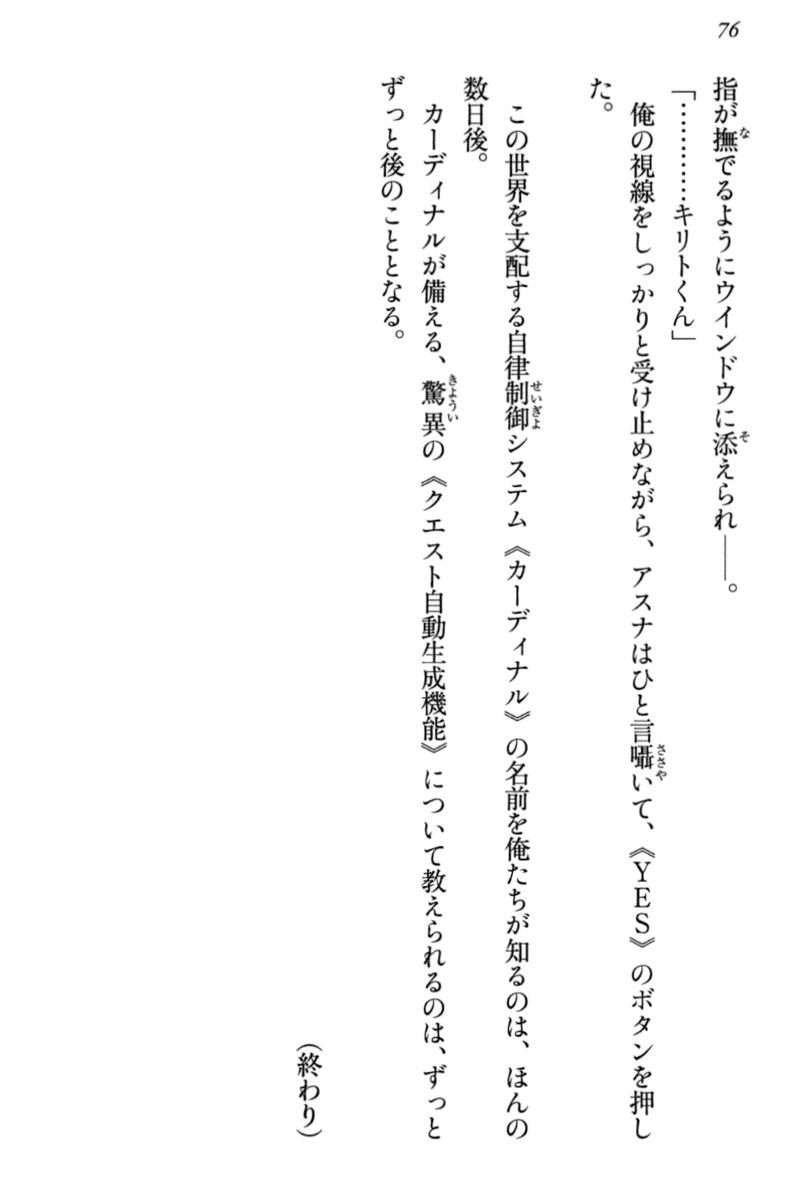 76
指が撫でるようにウインドウに添えられ――。
「…………キリトくん」
俺の視線をしっかりと受け止めながら、アスナはひと言囁いて、《YES》のボタンを押し
た。
この世界を支配する自律制御システム《カーディナル》の名前を俺たちが知るのは、ほんの
数日後。
カーディナルが備える、驚異の《クエスト自動生成機能》について教えられるのは、ずっと
ずっと後のこととなる。
(終わり)